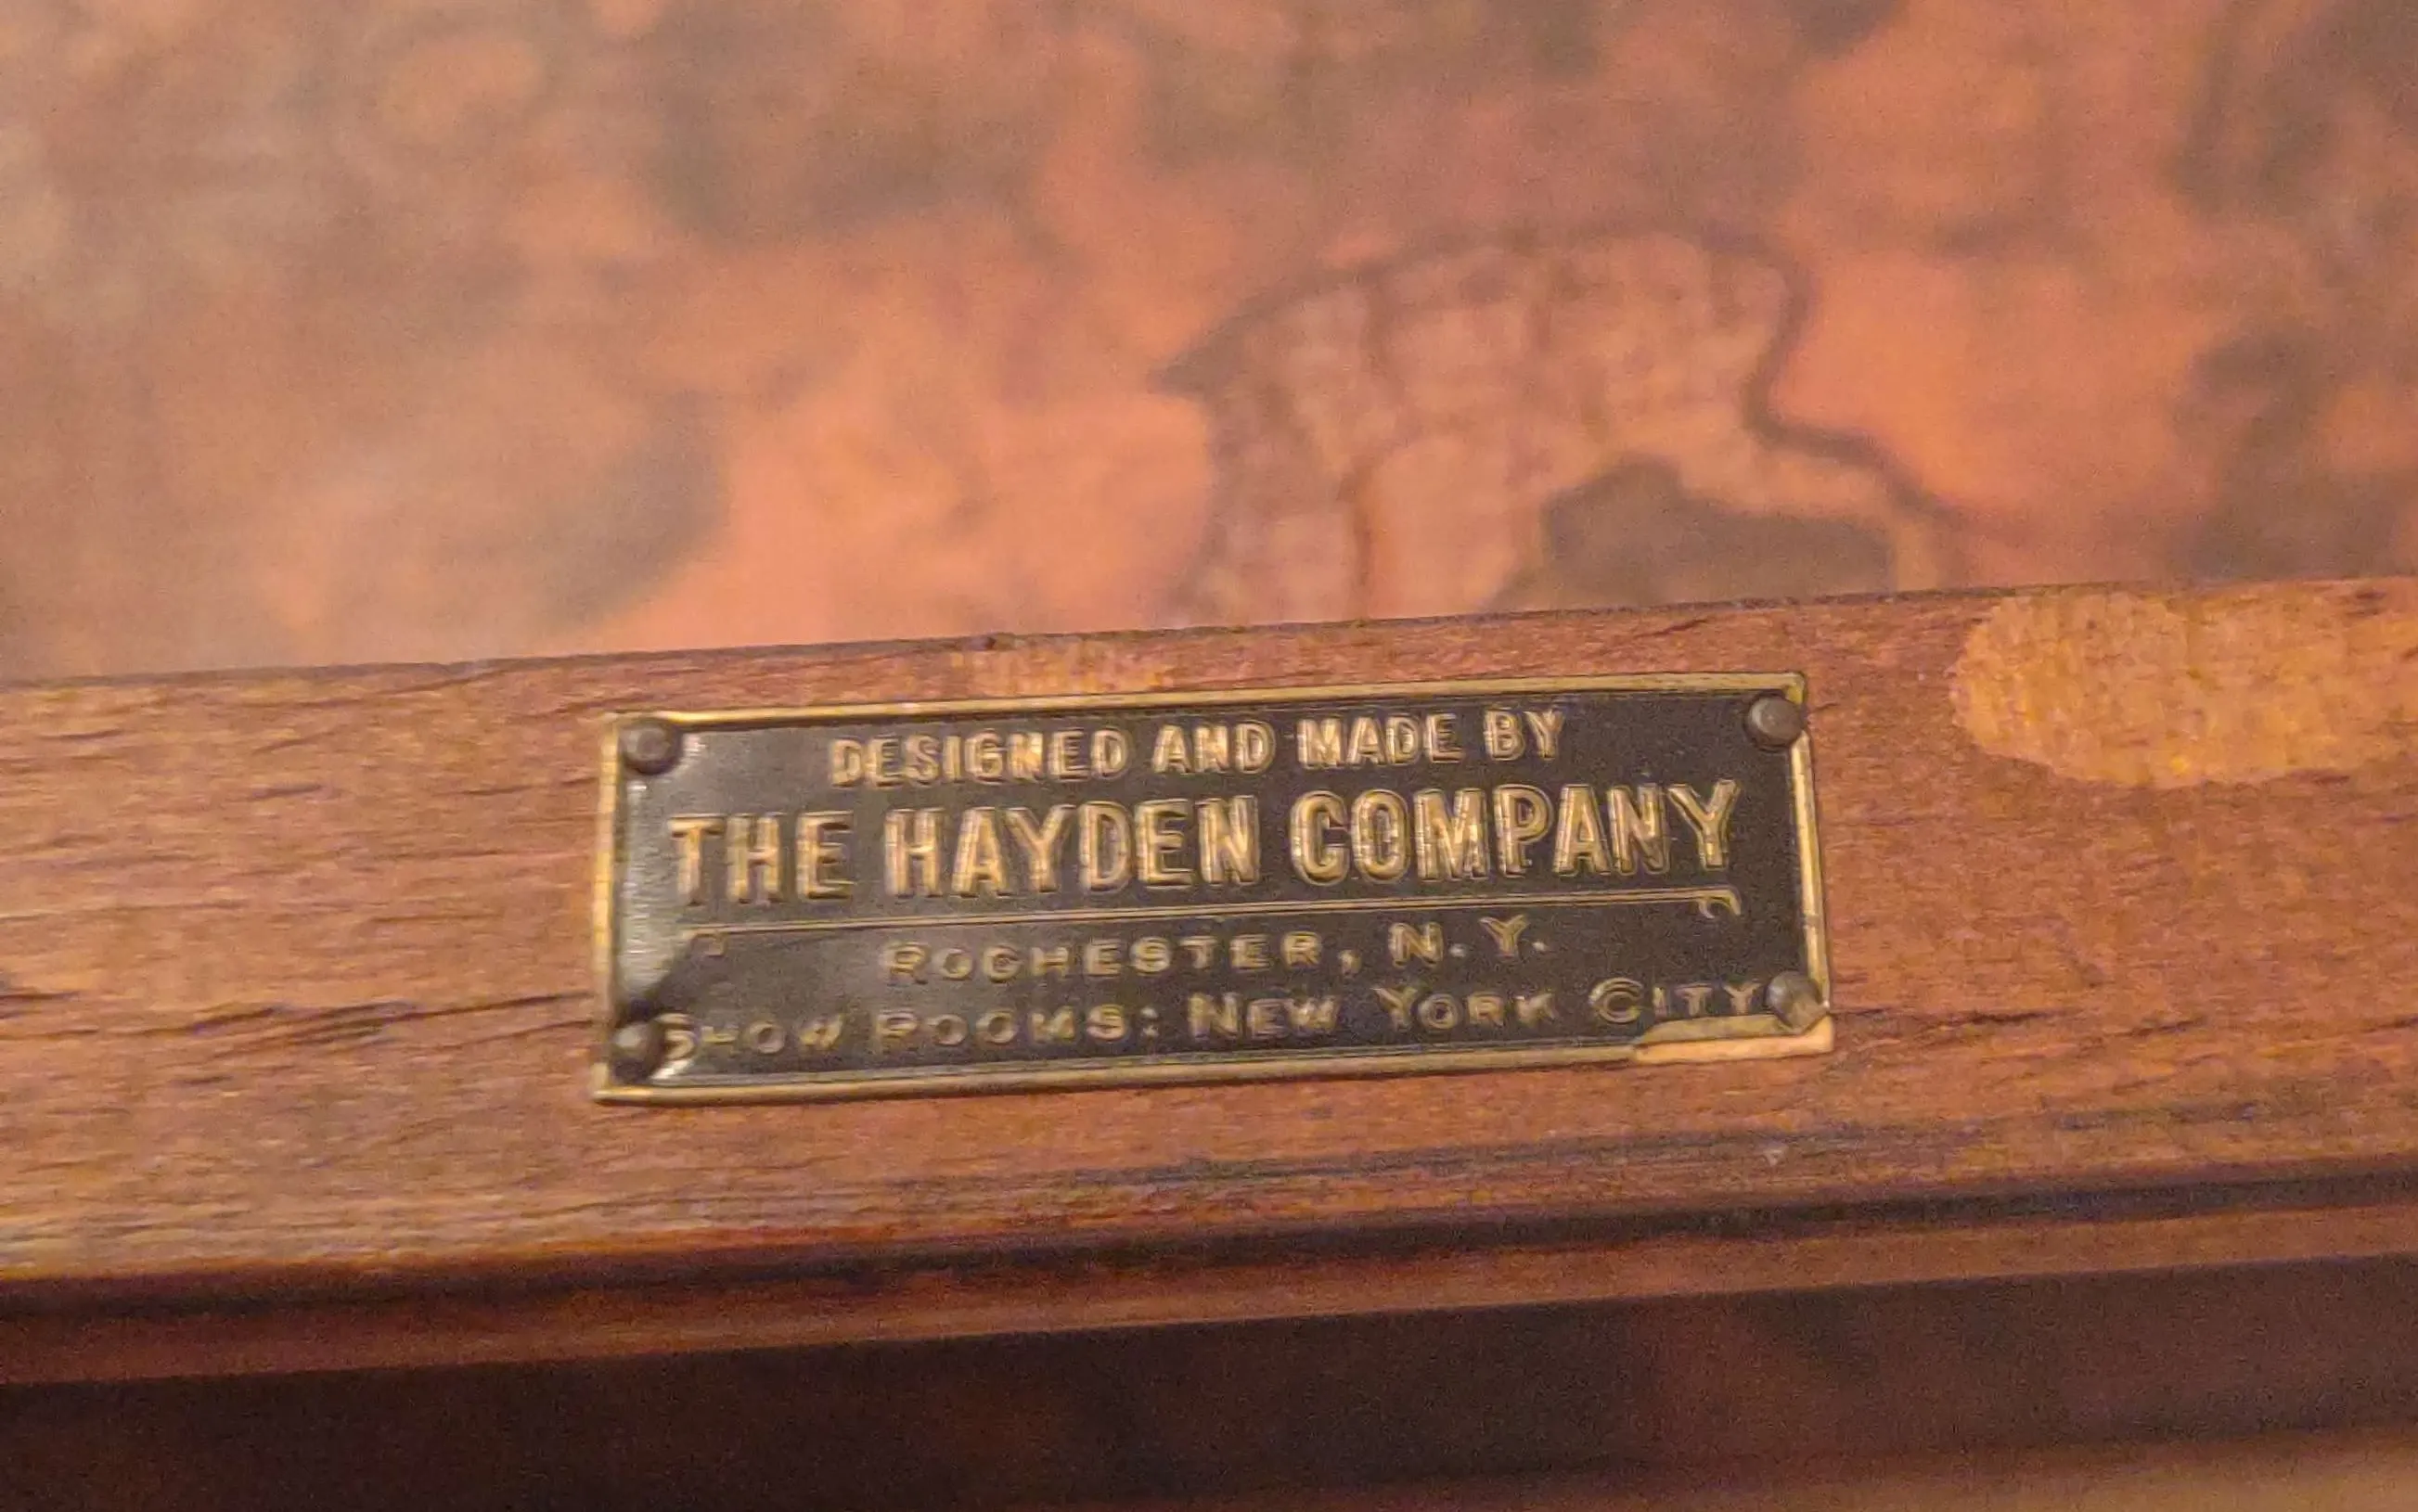 DESIGNED AND MADE BY
THE HAYDEN COMPANY
ROCHESTER, N.Y.
SHOW ROOMS: NEW YORK CITY